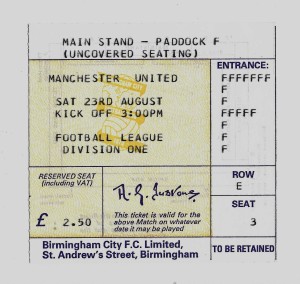 MAIN STAND - PADDOCK F
(UNCOVERED SEATING)
MANCHESTER UNITED
SAT 23RD AUGUST
KICK OFF 3:00PM
FOOTBALL LEAGUE
DIVISION ONE
ENTRANCE:
FFFFFFF
F
F
FFFFF
F
F
F
RESERVED SEAT
(including VAT)
£ 2.50
This ticket is valid for the
above Match on whatever
date it may be played
ROW
E
SEAT
3
Birmingham City F.C. Limited,
St. Andrew's Street, Birmingham
TO BE RETAINED